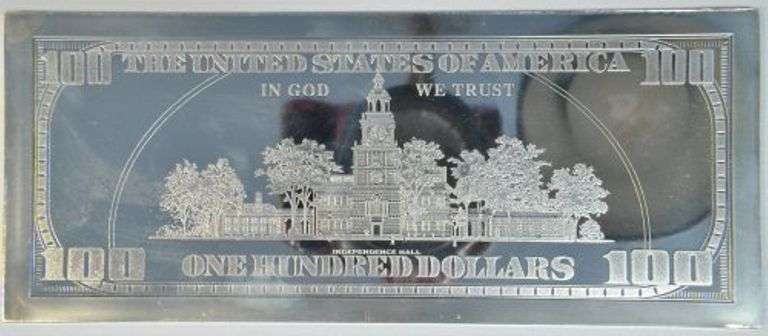 100 THE UNITED STATES OF AMERICA 100
IN GOD WE TRUST
INDEPENDENCE HALL
100 ONE HUNDRED DOLLARS 100